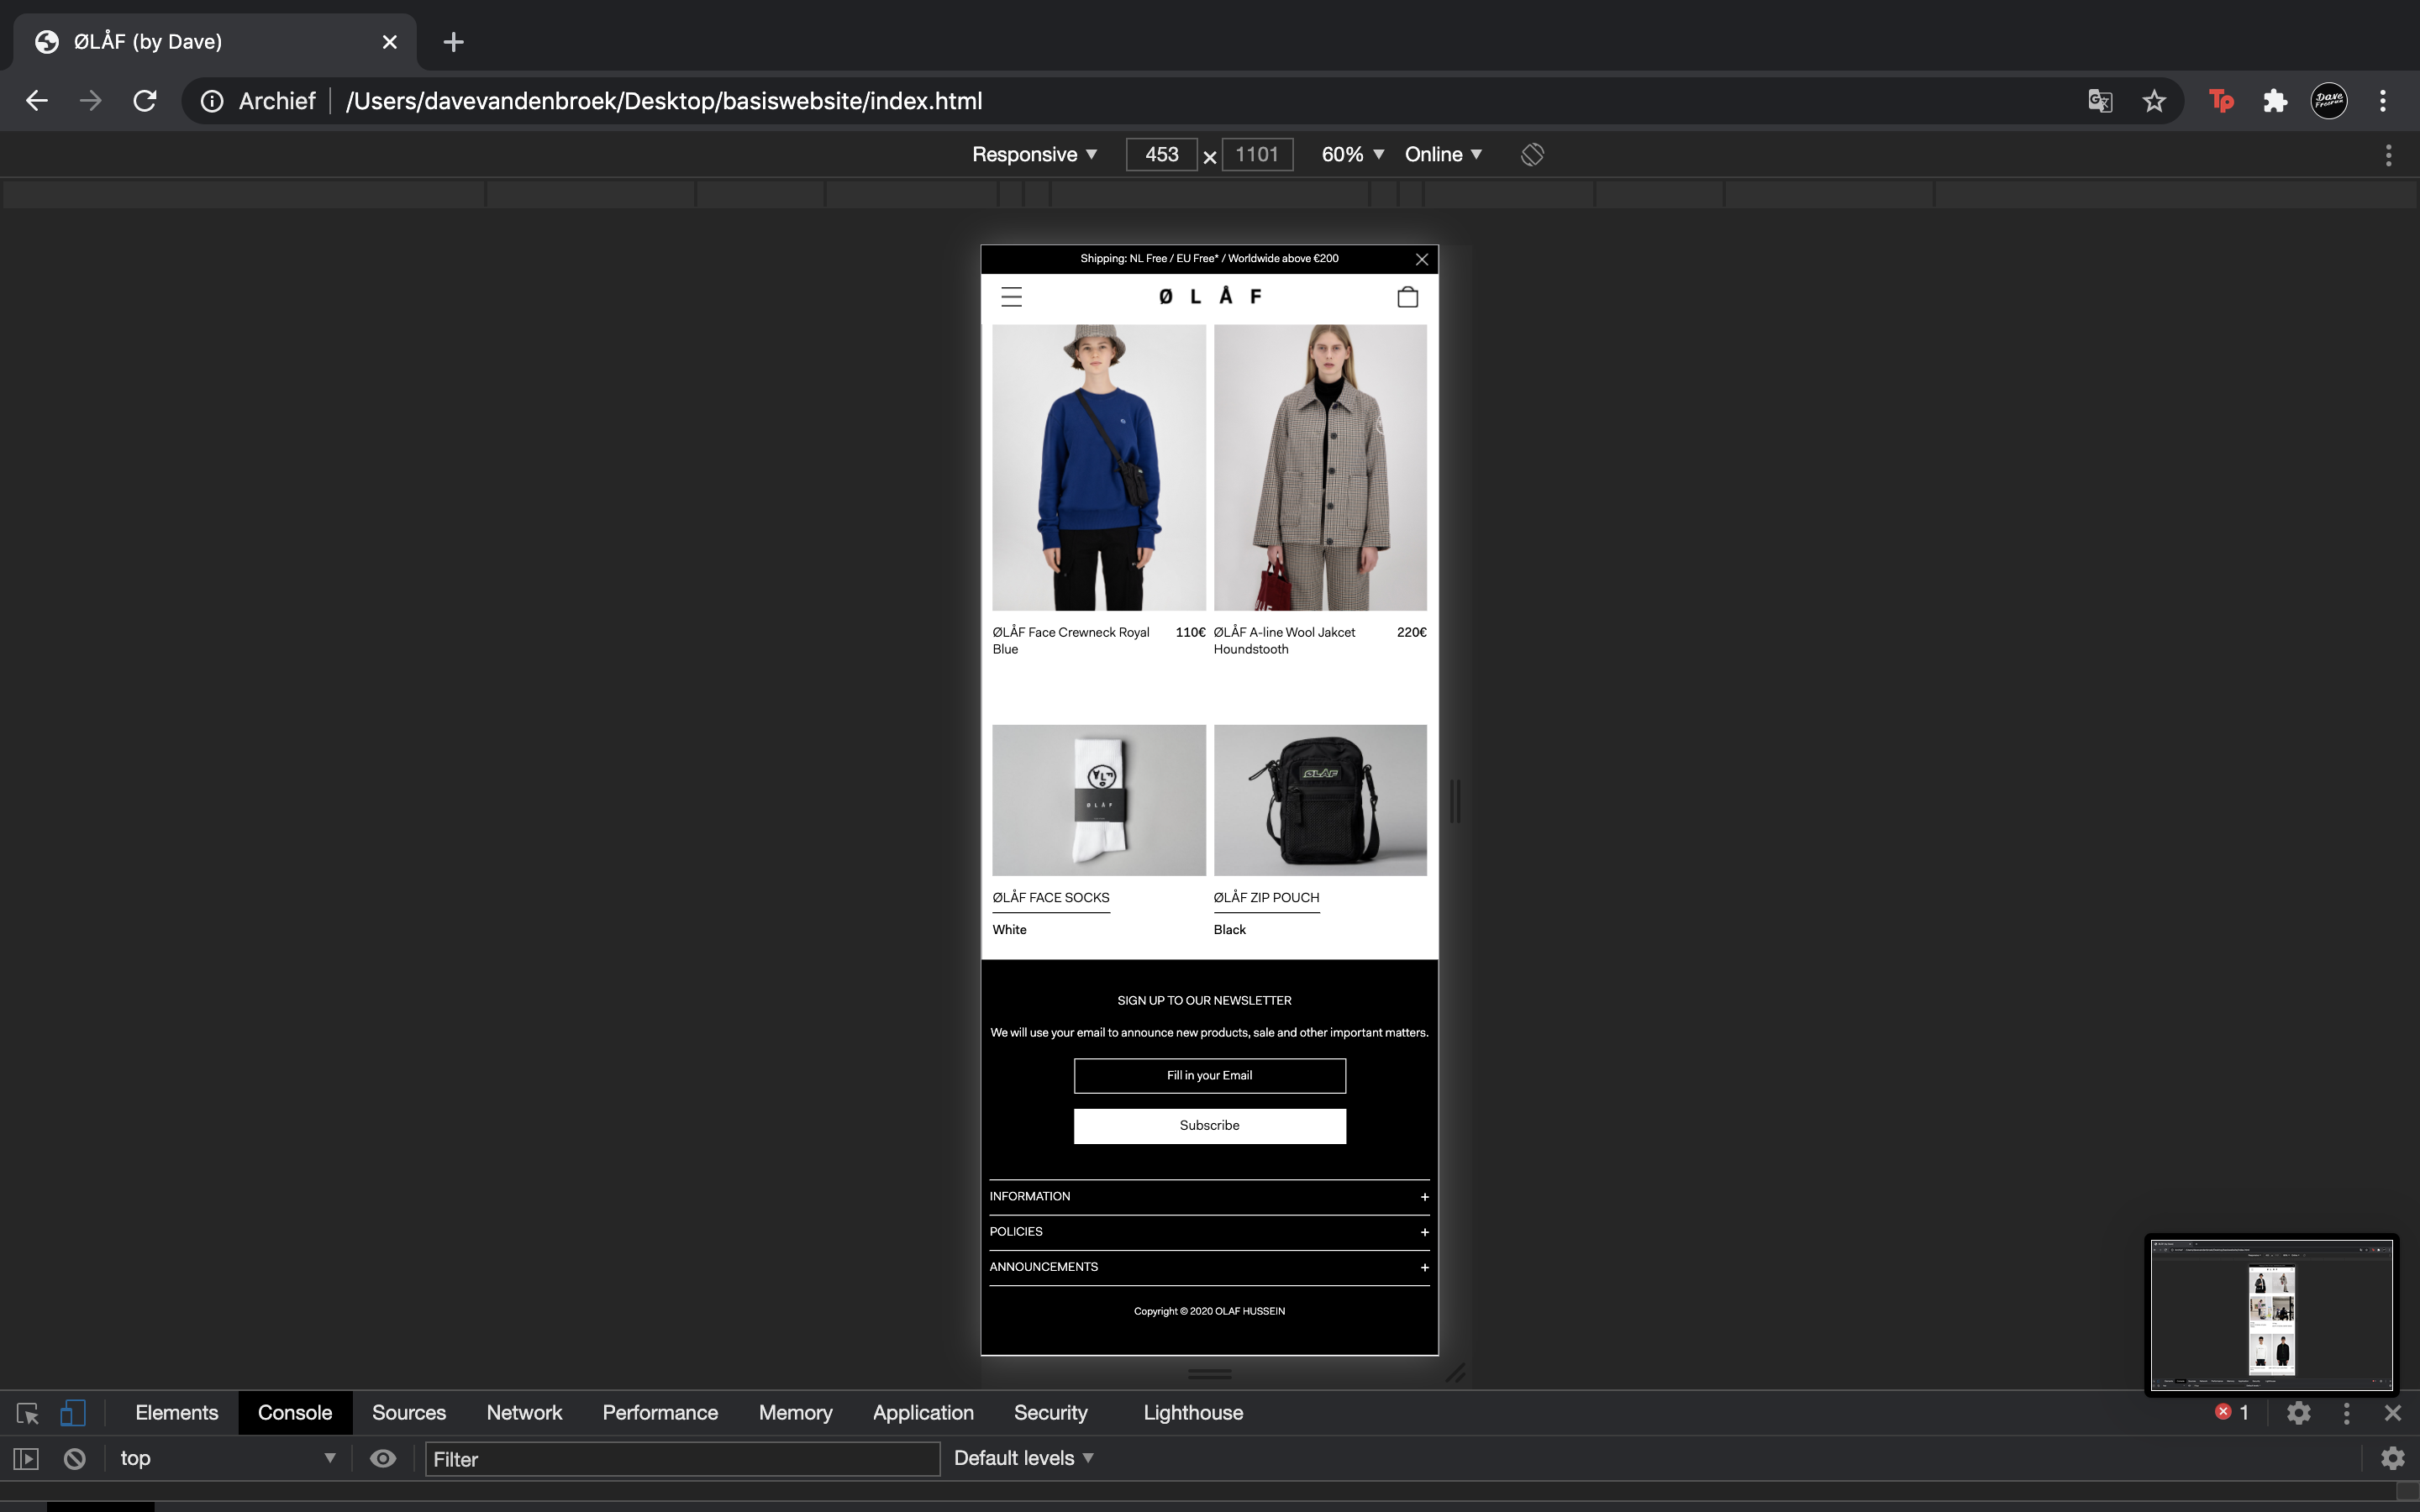 ØLÅF (by Dave)
Archief /Users/davevandenbroek/Desktop/basiswebsite/index.html
Tp
Dave
Responsive 453 × 1101 60% Online
Shipping: NL Free / EU Free* / Worldwide above €200
Ø L Å F
ØLÅF Face Crewneck Royal Blue 110€
ØLÅF A-line Wool Jakcet Houndstooth 220€
Ø L Å F
ØLÅF
ØLÅF FACE SOCKS
White
ØLÅF ZIP POUCH
Black
SIGN UP TO OUR NEWSLETTER
We will use your email to announce new products, sale and other important matters.
Fill in your Email
Subscribe
INFORMATION +
POLICIES +
ANNOUNCEMENTS +
Copyright © 2020 OLAF HUSSEIN
Elements Console Sources Network Performance Memory Application Security Lighthouse 1
top Filter Default levels